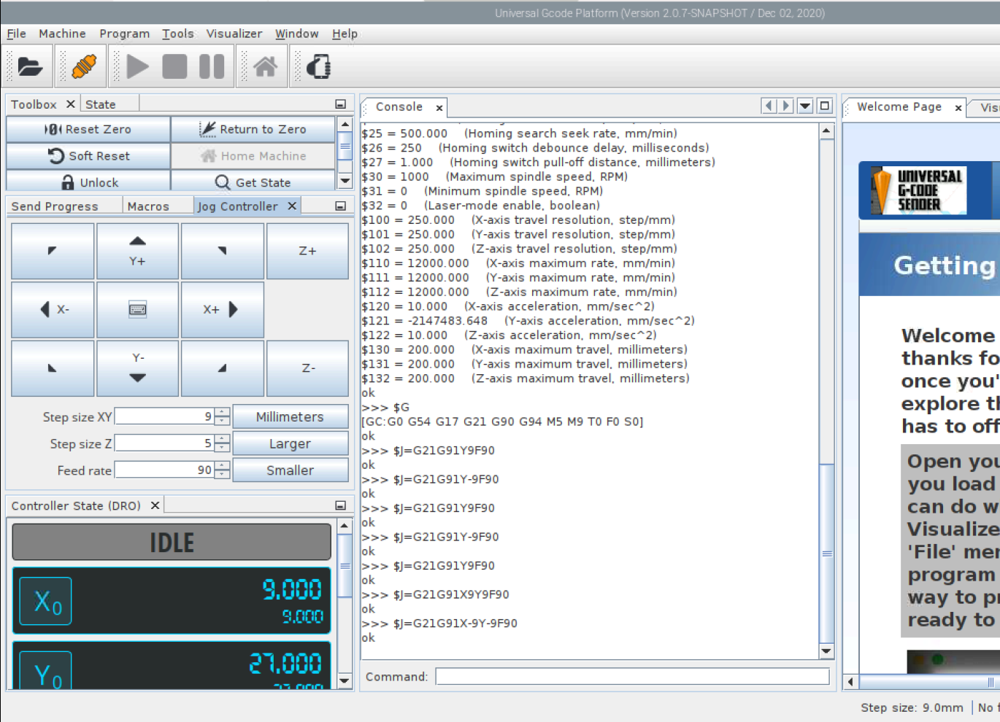 Universal Gcode Platform (Version 2.0.7-SNAPSHOT / Dec 02, 2020)
File Machine Program Tools Visualizer Window Help
Toolbox State
Reset Zero Return to Zero
Soft Reset Home Machine
Unlock Get State
Send Progress Macros Jog Controller
Y+ Z+
X- X+
Y- Z-
Step size XY 9 Millimeters
Step size Z 5 Larger
Feed rate 90 Smaller
Controller State (DRO)
IDLE
X0 9.000
9.000
Y0 27.000
Console
$25 = 500.000 (Homing search seek rate, mm/min)
$26 = 250 (Homing switch debounce delay, milliseconds)
$27 = 1.000 (Homing switch pull-off distance, millimeters)
$30 = 1000 (Maximum spindle speed, RPM)
$31 = 0 (Minimum spindle speed, RPM)
$32 = 0 (Laser-mode enable, boolean)
$100 = 250.000 (X-axis travel resolution, step/mm)
$101 = 250.000 (Y-axis travel resolution, step/mm)
$102 = 250.000 (Z-axis travel resolution, step/mm)
$110 = 12000.000 (X-axis maximum rate, mm/min)
$111 = 12000.000 (Y-axis maximum rate, mm/min)
$112 = 12000.000 (Z-axis maximum rate, mm/min)
$120 = 10.000 (X-axis acceleration, mm/sec^2)
$121 = -2147483.648 (Y-axis acceleration, mm/sec^2)
$122 = 10.000 (Z-axis acceleration, mm/sec^2)
$130 = 200.000 (X-axis maximum travel, millimeters)
$131 = 200.000 (Y-axis maximum travel, millimeters)
$132 = 200.000 (Z-axis maximum travel, millimeters)
ok
>>> $G
[GC:G0 G54 G17 G21 G90 G94 M5 M9 T0 F0 S0]
ok
>>> $J=G21G91Y9F90
ok
>>> $J=G21G91Y-9F90
ok
>>> $J=G21G91Y9F90
ok
>>> $J=G21G91Y-9F90
ok
>>> $J=G21G91Y9F90
ok
>>> $J=G21G91X9Y9F90
ok
>>> $J=G21G91X-9Y-9F90
ok
Command:
Welcome Page Vis
UNIVERSAL
G-CODE
SENDER
Getting
Welcome
thanks fo
once you'
explore th
has to off
Open you
you load
can do w
Visualize
'File' mer
program
way to pr
ready to
Step size: 9.0mm No f